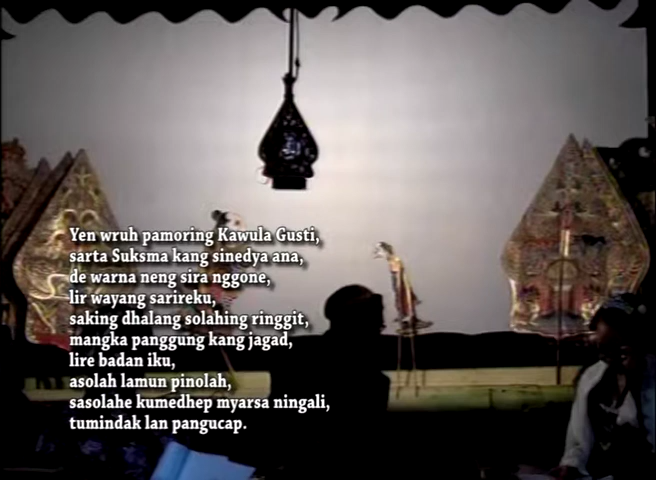 Yen wruh pamoring Kawula Gusti,
sarta Suksma kang sinedya ana,
de warna neng sira nggone,
lir wayang sarireku,
saking dhalang solahing ringgit,
mangka panggung kang jagad,
lire badan iku,
asolah lamun pinolah,
sasolahe kumedhep myarsa ningali,
tumindak lan pangucap.